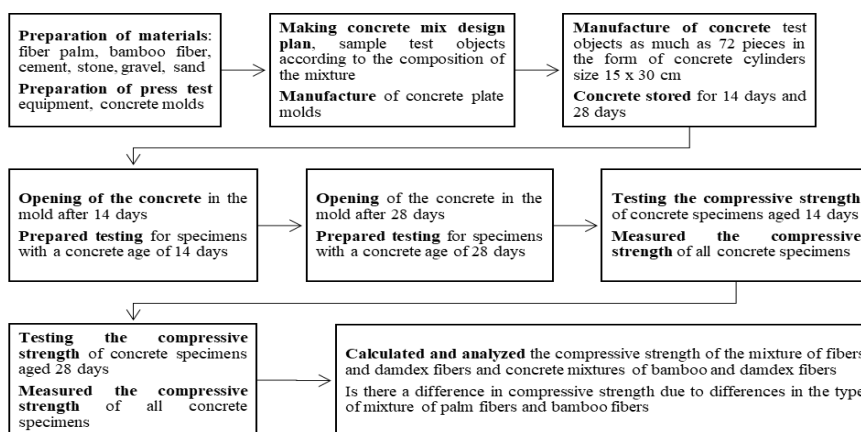 Preparation of materials:
fiber palm, bamboo fiber,
cement, stone, gravel, sand
Preparation of press test
equipment, concrete molds
Making concrete mix design
plan, sample test objects
according to the composition of
the mixture
Manufacture of concrete plate
molds
Manufacture of concrete test
objects as much as 72 pieces in
the form of concrete cylinders
size 15 x 30 cm
Concrete stored for 14 days and
28 days
Opening of the concrete in the
mold after 14 days
Prepared testing for specimens
with a concrete age of 14 days
Opening of the concrete in the
mold after 28 days
Prepared testing for specimens
with a concrete age of 28 days
Testing the compressive strength
of concrete specimens aged 14 days
Measured the compressive
strength of all concrete specimens
Testing the compressive
strength of concrete specimens
aged 28 days
Measured the compressive
strength of all concrete
specimens
Calculated and analyzed the compressive strength of the mixture of fibers
and damdex fibers and concrete mixtures of bamboo and damdex fibers
Is there a difference in compressive strength due to differences in the type
of mixture of palm fibers and bamboo fibers